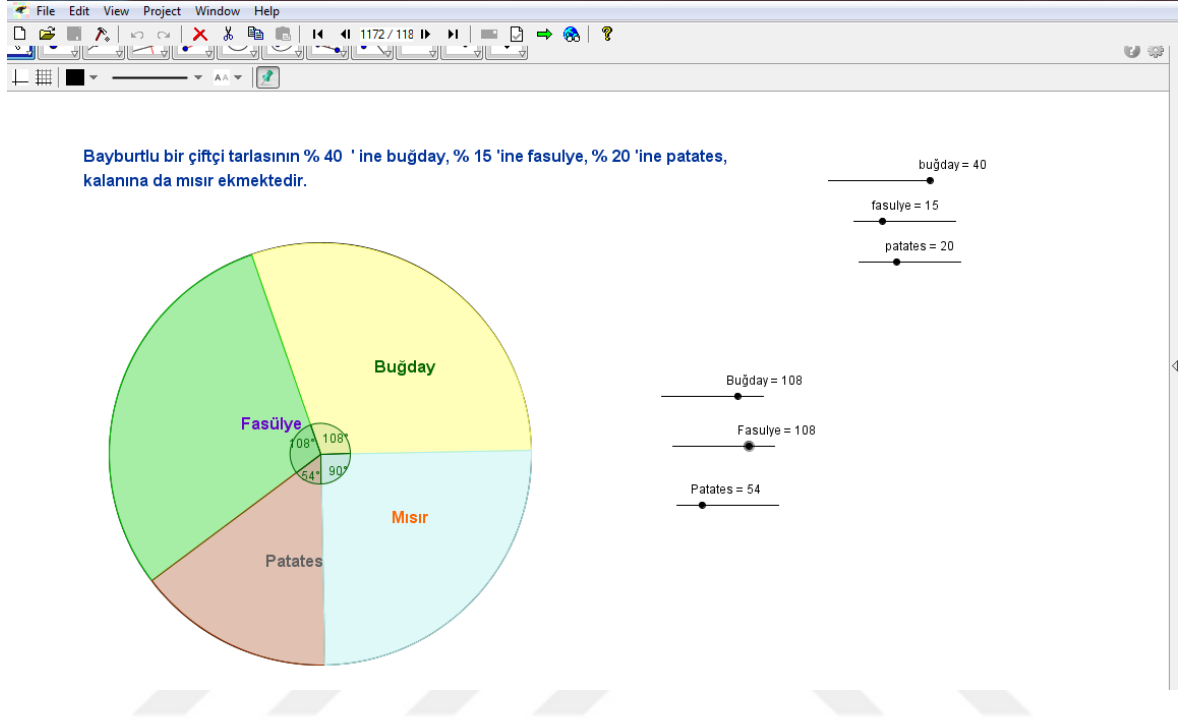 File Edit View Project Window Help
1172 / 118
AA
Bayburtlu bir çiftçi tarlasının % 40 ' ine buğday, % 15 'ine fasulye, % 20 'ine patates,
kalanına da mısır ekmektedir.
buğday = 40
fasulye = 15
patates = 20
Buğday
Fasülye
108°
108°
54°
90°
Mısır
Patates
Buğday = 108
Fasulye = 108
Patates = 54